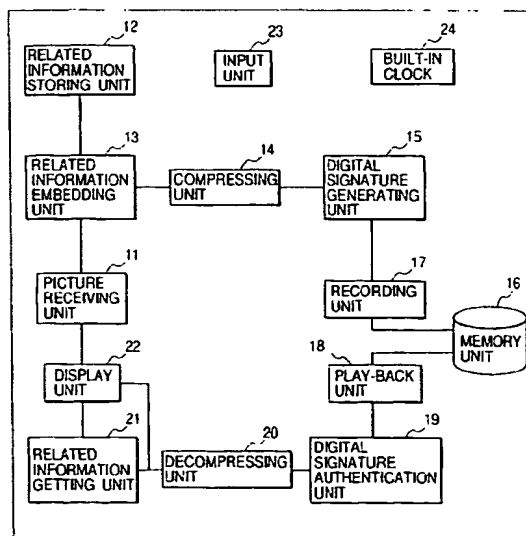 12
RELATED
INFORMATION
STORING UNIT
23
INPUT
UNIT
24
BUILT-IN
CLOCK
13
RELATED
INFORMATION
EMBEDDING
UNIT
14
COMPRESSING
UNIT
15
DIGITAL
SIGNATURE
GENERATING
UNIT
11
PICTURE
RECEIVING
UNIT
17
RECORDING
UNIT
16
MEMORY
UNIT
22
DISPLAY
UNIT
18
PLAY-BACK
UNIT
21
RELATED
INFORMATION
GETTING UNIT
20
DECOMPRESSING
UNIT
19
DIGITAL
SIGNATURE
AUTHENTICATION
UNIT